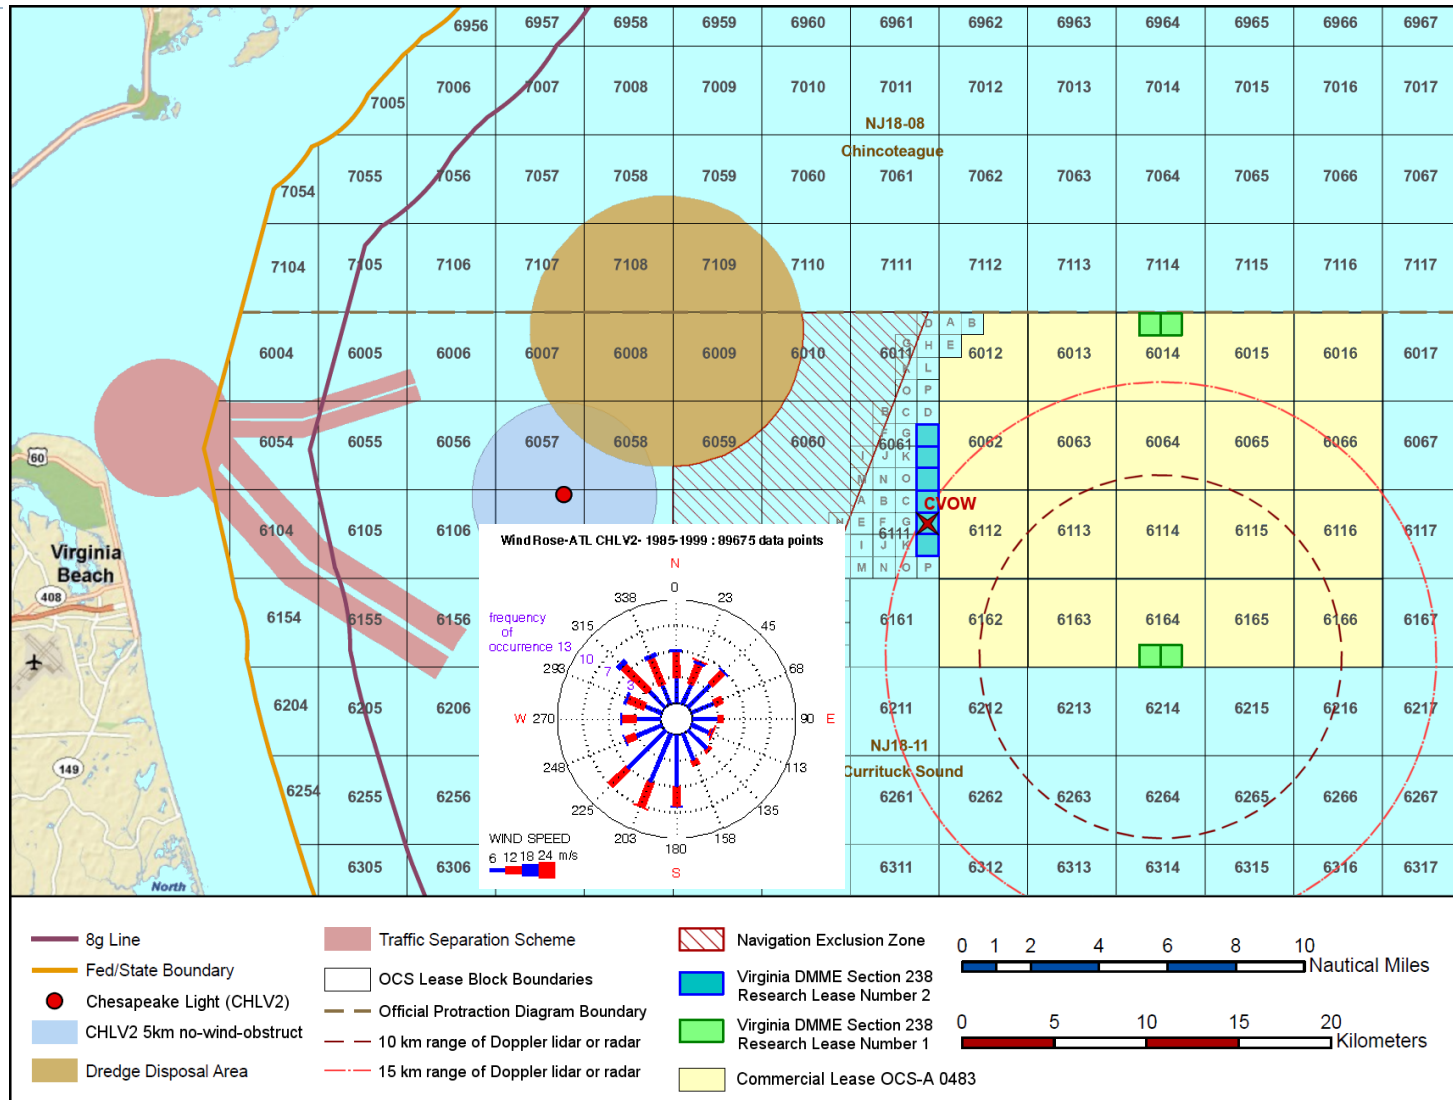 6956 6957 6958 6959 6960 6961 6962 6963 6964 6965 6966 6967
7005 7006 7007 7008 7009 7010 7011 7012 7013 7014 7015 7016 7017
NJ18-08
Chincoteague
7054 7055 7056 7057 7058 7059 7060 7061 7062 7063 7064 7065 7066 7067
7104 7105 7106 7107 7108 7109 7110 7111 7112 7113 7114 7115 7116 7117
D A B
G H E
6004 6005 6006 6007 6008 6009 6010 6011 6012 6013 6014 6015 6016 6017
K L
O P
B C D
F G
6054 6055 6056 6057 6058 6059 6060 6061 6062 6063 6064 6065 6066 6067
I J K
M N O
A B C
CVOW
H E F G
6104 6105 6106 6111 6112 6113 6114 6115 6116 6117
I J K
M N O P
60
Virginia
Beach
408
149
North
6154 6155 6156 6161 6162 6163 6164 6165 6166 6167
6204 6205 6206 6211 6212 6213 6214 6215 6216 6217
NJ18-11
Currituck Sound
6254 6255 6256 6261 6262 6263 6264 6265 6266 6267
6305 6306 6311 6312 6313 6314 6315 6316 6317
Wind Rose-ATL CHLV2- 1985-1999 : 89675 data points
N
0
338 23
315 45
293 68
W 270 90 E
248 113
225 135
203 158
180
S
frequency
of
occurrence 13
10
7
3
WIND SPEED
6 12 18 24 m/s
8g Line
Fed/State Boundary
Chesapeake Light (CHLV2)
CHLV2 5km no-wind-obstruct
Dredge Disposal Area
Traffic Separation Scheme
OCS Lease Block Boundaries
Official Protraction Diagram Boundary
10 km range of Doppler lidar or radar
15 km range of Doppler lidar or radar
Navigation Exclusion Zone
Virginia DMME Section 238
Research Lease Number 2
Virginia DMME Section 238
Research Lease Number 1
Commercial Lease OCS-A 0483
0 1 2 4 6 8 10
Nautical Miles
0 5 10 15 20
Kilometers